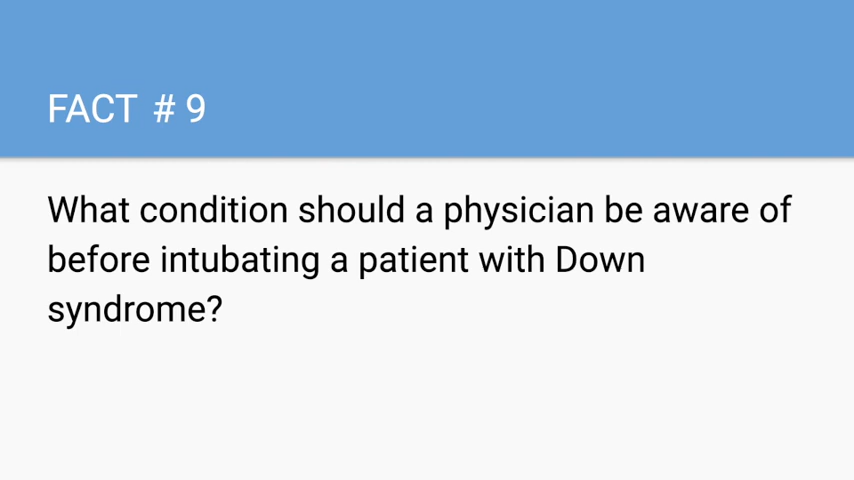 FACT # 9
What condition should a physician be aware of
before intubating a patient with Down
syndrome?